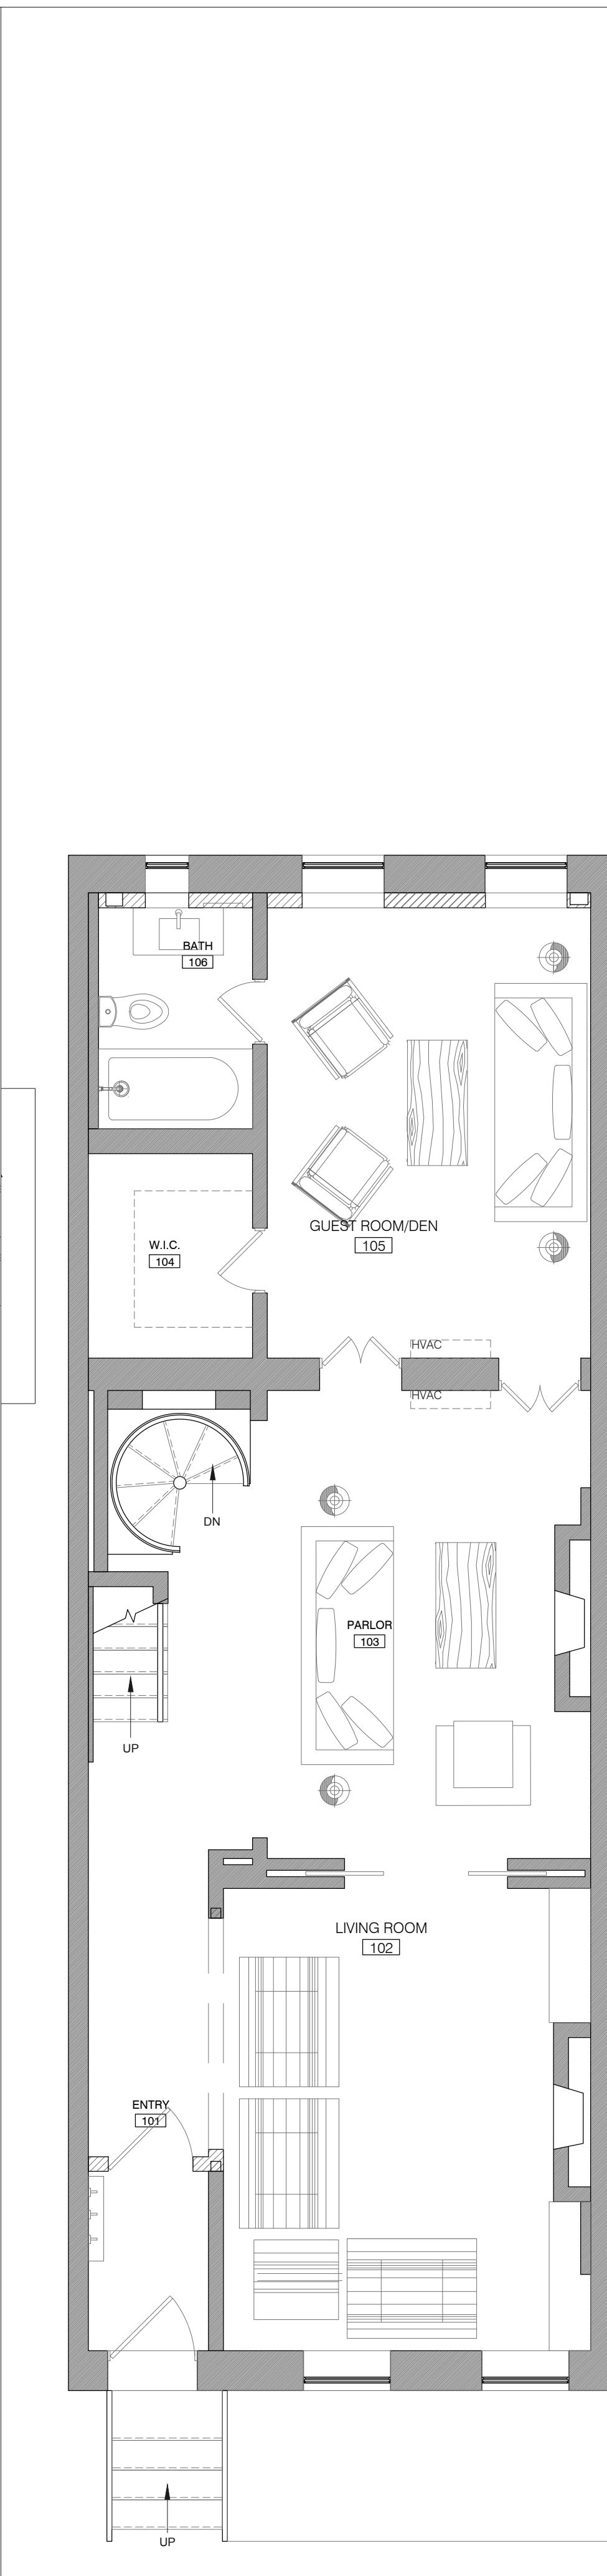 BATH
106
GUEST ROOM/DEN
105
W.I.C.
104
HVAC
HVAC
DN
PARLOR
103
UP
LIVING ROOM
102
ENTRY
101
UP